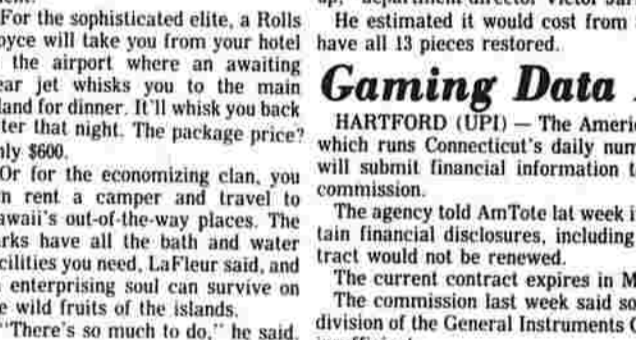 For the sophisticated elite, a Rolls
oyce will take you from your hotel
the airport where an awaiting
ear jet whisks you to the main
land for dinner. It'll whisk you back
ter that night. The package price?
nly $600.
Or for the economizing clan, you
n rent a camper and travel to
awaii's out-of-the-way places. The
rks have all the bath and water
cilities you need, LaFleur said, and
enterprising soul can survive on
e wild fruits of the islands.
"There's so much to do," he said.
He estimated it would cost from
have all 13 pieces restored.
Gaming Data
HARTFORD (UPI) — The Americ
which runs Connecticut's daily num
will submit financial information t
commission.
The agency told AmTote lat week i
tain financial disclosures, including
tract would not be renewed.
The current contract expires in M
The commission last week said so
division of the General Instruments C